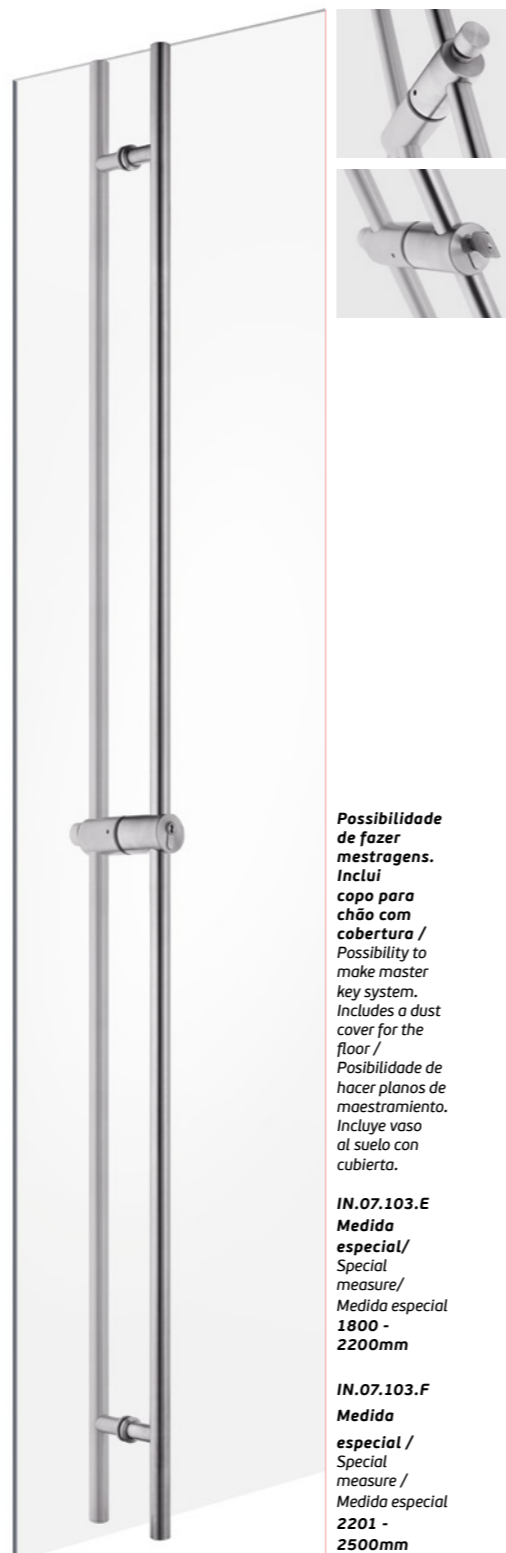 Possibilidade
de fazer
mestragens.
Inclui
copo para
chão com
cobertura /
Possibility to
make master
key system.
Includes a dust
cover for the
floor /
Posibilidade de
hacer planos de
maestramiento.
Incluye vaso
al suelo con
cubierta.
IN.07.103.E
Medida
especial/
Special
measure/
Medida especial
1800 -
2200mm
IN.07.103.F
Medida
especial /
Special
measure /
Medida especial
2201 -
2500mm